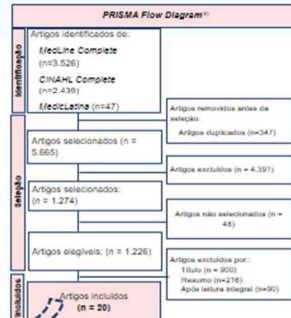 PRISMA Flow Diagram
Identificação
Artigos identificados de:
MedLine Complete
(n=3.526)
CINAHL Complete
(n=2.439)
MedicLatina (n=47)
Artigos removidos antes da
seleção:
Artigos duplicados (n=347)
Seleção
Artigos selecionados (n =
5.665)
Artigos excluídos (n = 4.391)
Artigos selecionados:
(n = 1.274)
Artigos não selecionados (n =
48)
Artigos elegíveis: (n = 1.226)
Artigos excluídos por:
Título (n = 900)
Resumo (n=216)
Após leitura integral (n=90)
Incluídos
Artigos incluídos
(n = 20)